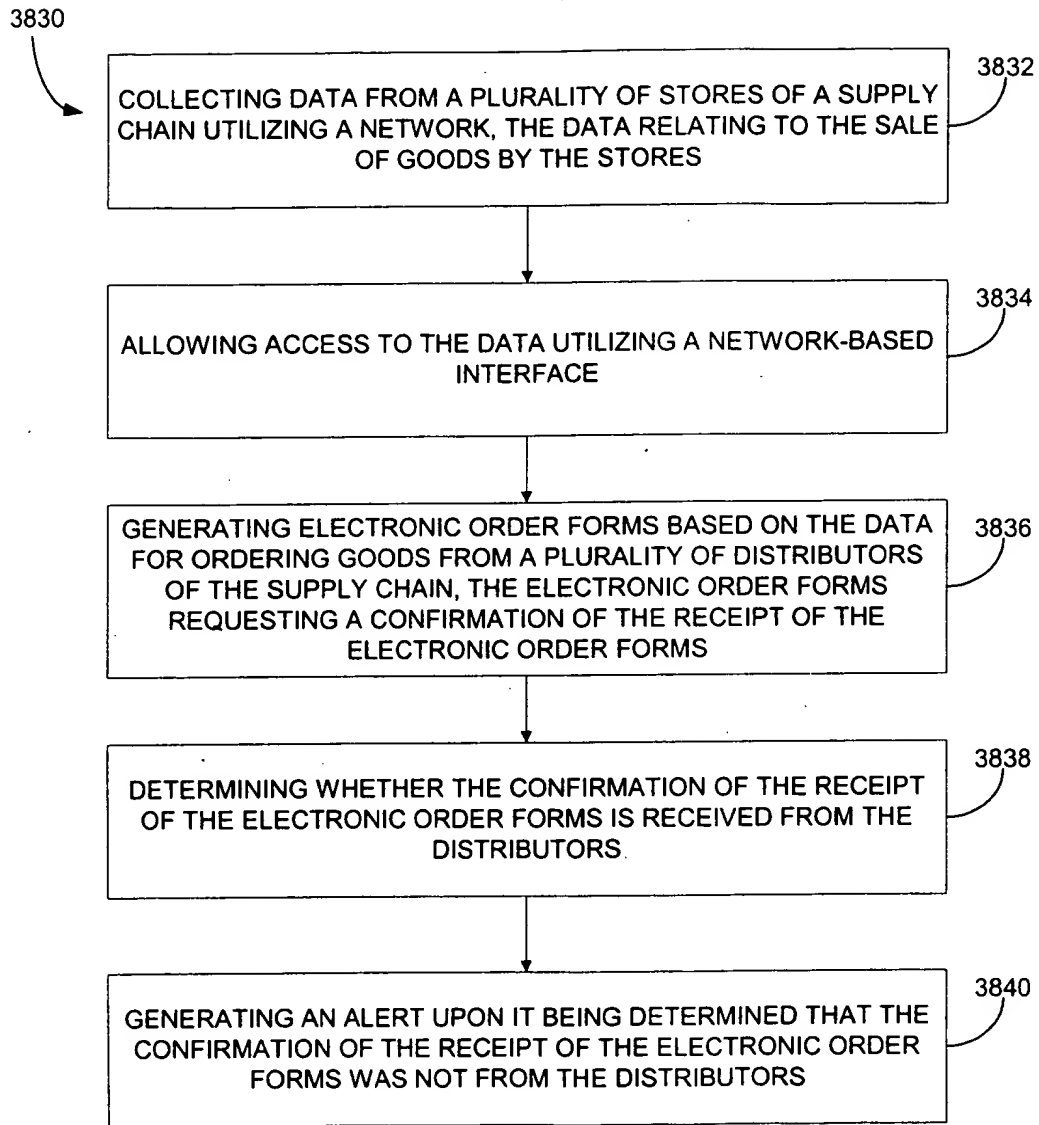 3830
3832
COLLECTING DATA FROM A PLURALITY OF STORES OF A SUPPLY
CHAIN UTILIZING A NETWORK, THE DATA RELATING TO THE SALE
OF GOODS BY THE STORES
3834
ALLOWING ACCESS TO THE DATA UTILIZING A NETWORK-BASED
INTERFACE
3836
GENERATING ELECTRONIC ORDER FORMS BASED ON THE DATA
FOR ORDERING GOODS FROM A PLURALITY OF DISTRIBUTORS
OF THE SUPPLY CHAIN, THE ELECTRONIC ORDER FORMS
REQUESTING A CONFIRMATION OF THE RECEIPT OF THE
ELECTRONIC ORDER FORMS
3838
DETERMINING WHETHER THE CONFIRMATION OF THE RECEIPT
OF THE ELECTRONIC ORDER FORMS IS RECEIVED FROM THE
DISTRIBUTORS
3840
GENERATING AN ALERT UPON IT BEING DETERMINED THAT THE
CONFIRMATION OF THE RECEIPT OF THE ELECTRONIC ORDER
FORMS WAS NOT FROM THE DISTRIBUTORS